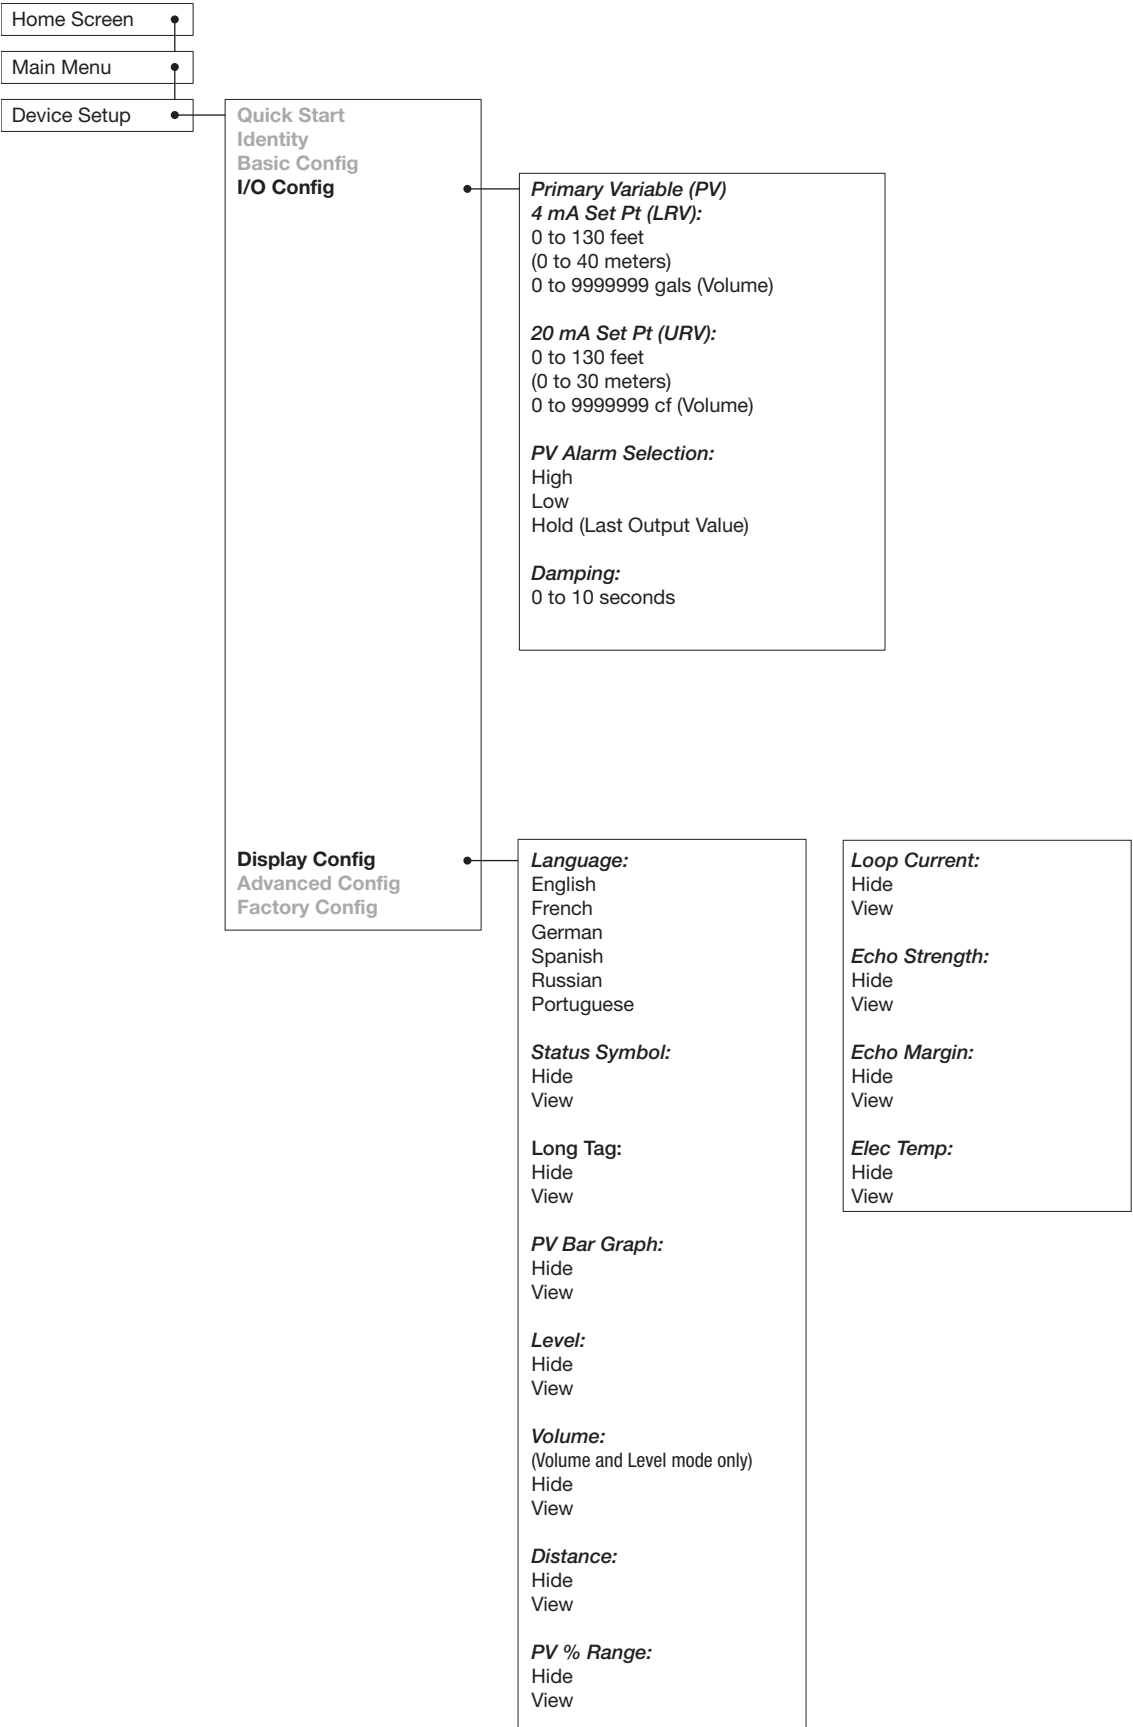 Home Screen
Main Menu
Device Setup
Quick Start
Identity
Basic Config
I/O Config
Primary Variable (PV)
4 mA Set Pt (LRV):
0 to 130 feet
(0 to 40 meters)
0 to 9999999 gals (Volume)
20 mA Set Pt (URV):
0 to 130 feet
(0 to 30 meters)
0 to 9999999 cf (Volume)
PV Alarm Selection:
High
Low
Hold (Last Output Value)
Damping:
0 to 10 seconds
Display Config
Advanced Config
Factory Config
Language:
English
French
German
Spanish
Russian
Portuguese
Status Symbol:
Hide
View
Long Tag:
Hide
View
PV Bar Graph:
Hide
View
Level:
Hide
View
Volume:
(Volume and Level mode only)
Hide
View
Distance:
Hide
View
PV % Range:
Hide
View
Loop Current:
Hide
View
Echo Strength:
Hide
View
Echo Margin:
Hide
View
Elec Temp:
Hide
View